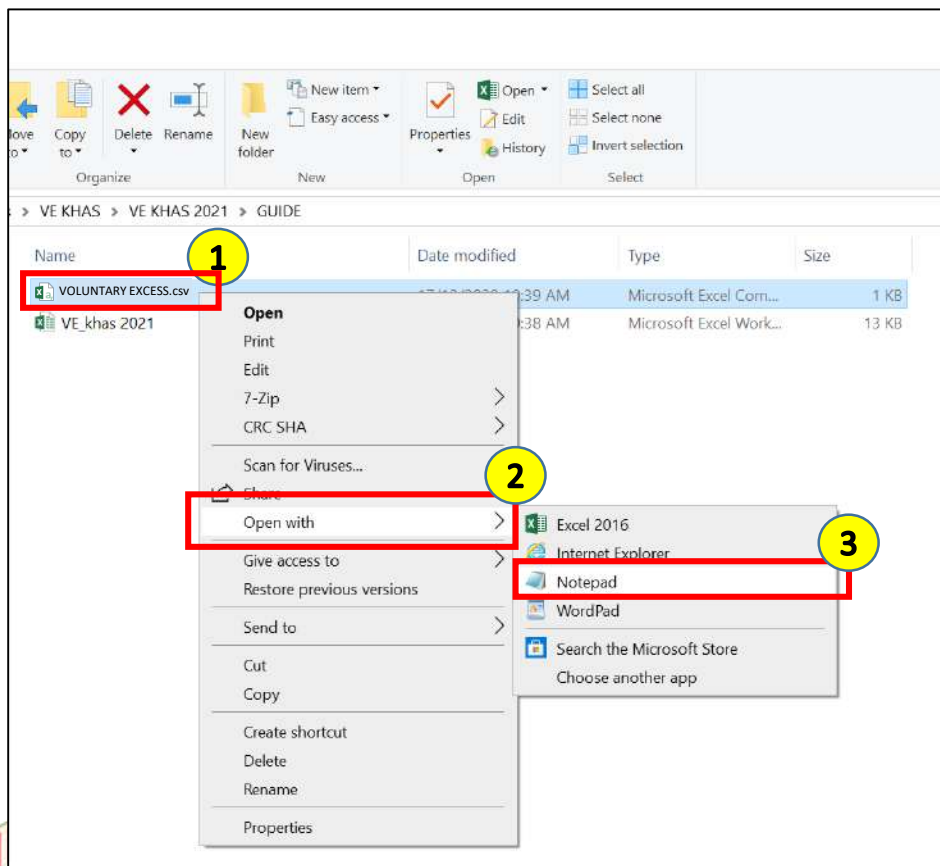 New item
Open
Select all
Easy access
Edit
Select none
Copy to
Delete
Rename
New folder
Properties
History
Invert selection
Organize
New
Open
Select
> VE KHAS > VE KHAS 2021 > GUIDE
Name
1
Date modified
Type
Size
VOLUNTARY EXCESS.csv
:39 AM
Microsoft Excel Com...
1 KB
VE_khas 2021
:38 AM
Microsoft Excel Work...
13 KB
Open
Print
Edit
7-Zip
CRC SHA
Scan for Viruses...
2
Share
Open with
Excel 2016
3
Internet Explorer
Give access to
Notepad
Restore previous versions
WordPad
Send to
Search the Microsoft Store
Cut
Choose another app
Copy
Create shortcut
Delete
Rename
Properties